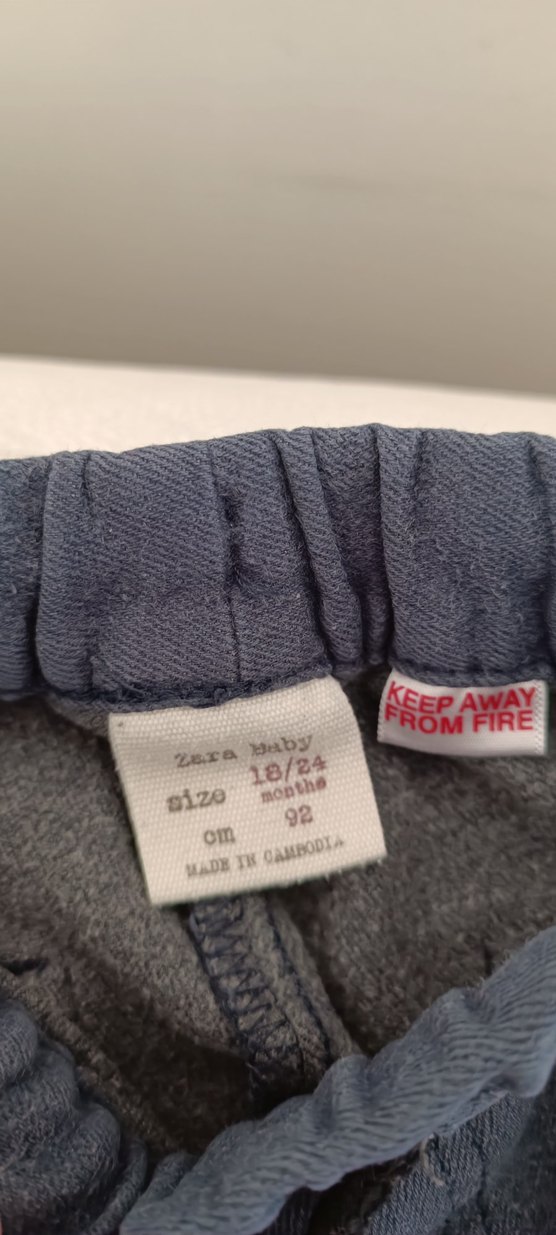 Zara Baby
size 18/24 months
cm 92
MADE IN CAMBODIA
KEEP AWAY
FROM FIRE